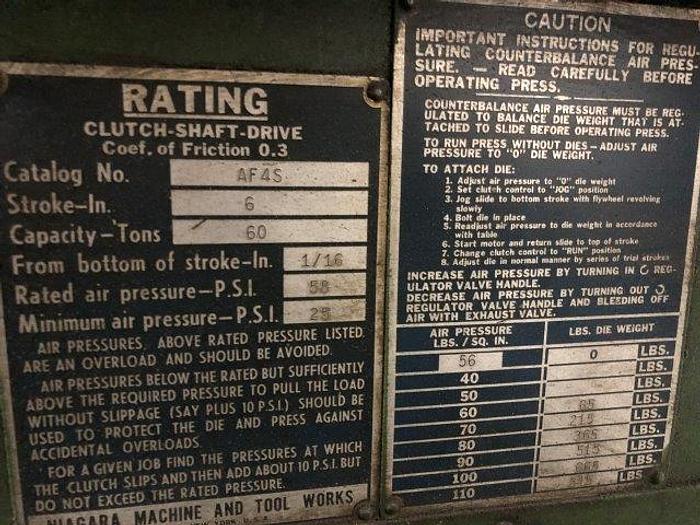 RATING
CLUTCH-SHAFT-DRIVE
Coef. of Friction 0.3
Catalog No. AF4S
Stroke-In. 6
Capacity-Tons 60
From bottom of stroke-In. 1/16
Rated air pressure-P.S.I. 58
Minimum air pressure-P.S.I. 25
AIR PRESSURES, ABOVE RATED PRESSURE LISTED
ARE AN OVERLOAD AND SHOULD BE AVOIDED.
AIR PRESSURES BELOW THE RATED BUT SUFFICIENTLY
ABOVE THE REQUIRED PRESSURE TO PULL THE LOAD
WITHOUT SLIPPAGE (SAY PLUS 10 P.S.I.) SHOULD BE
USED TO PROTECT THE DIE AND PRESS AGAINST
ACCIDENTAL OVERLOADS.
FOR A GIVEN JOB FIND THE PRESSURES AT WHICH
THE CLUTCH SLIPS AND THEN ADD ABOUT 10 P.S.I. BUT
DO NOT EXCEED THE RATED PRESSURE.
NIAGARA MACHINE AND TOOL WORKS
CAUTION
IMPORTANT INSTRUCTIONS FOR REGU-
LATING COUNTERBALANCE AIR PRES-
SURE. — READ CAREFULLY BEFORE
OPERATING PRESS.
COUNTERBALANCE AIR PRESSURE MUST BE REG-
ULATED TO BALANCE DIE WEIGHT THAT IS AT-
TACHED TO SLIDE BEFORE OPERATING PRESS.
TO RUN PRESS WITHOUT DIES - ADJUST AIR
PRESSURE TO "0" DIE WEIGHT.
TO ATTACH DIE:
1. Adjust air pressure to "0" die weight
2. Set clutch control to "JOG" position
3. Jog slide to bottom stroke with flywheel revolving
slowly
4. Bolt die in place
5. Readjust air pressure to die weight in accordance
with table
6. Start motor and return slide to top of stroke
7. Change clutch control to "RUN" position
8. Adjust die in normal manner by series of trial strokes
INCREASE AIR PRESSURE BY TURNING IN REG-
ULATOR VALVE HANDLE.
DECREASE AIR PRESSURE BY TURNING OUT
REGULATOR VALVE HANDLE AND BLEEDING OFF
AIR WITH EXHAUST VALVE.
AIR PRESSURE LBS. DIE WEIGHT
LBS. / SQ. IN.
56 0 LBS.
40 LBS.
50 LBS.
60 65 LBS.
70 215 LBS.
80 365 LBS.
90 515 LBS.
100 665 LBS.
110 LBS